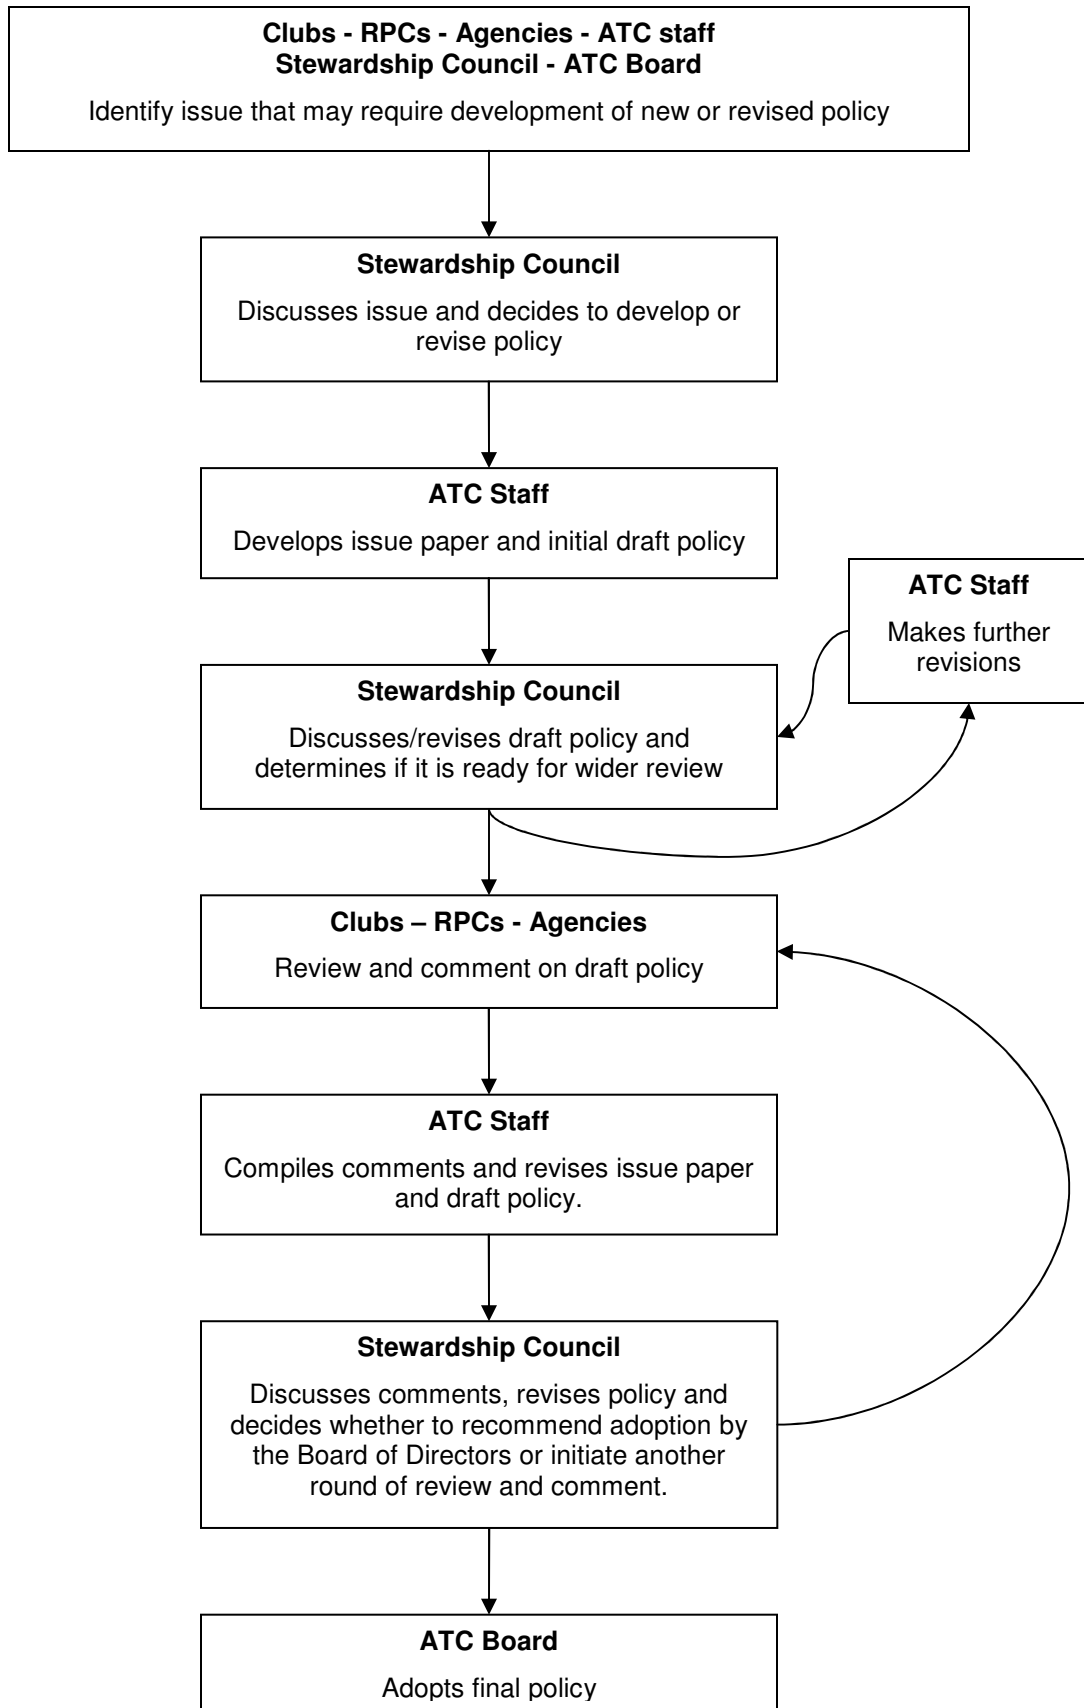 Clubs - RPCs - Agencies - ATC staff
Stewardship Council - ATC Board
Identify issue that may require development of new or revised policy
Stewardship Council
Discusses issue and decides to develop or
revise policy
ATC Staff
Develops issue paper and initial draft policy
ATC Staff
Makes further
revisions
Stewardship Council
Discusses/revises draft policy and
determines if it is ready for wider review
Clubs – RPCs - Agencies
Review and comment on draft policy
ATC Staff
Compiles comments and revises issue paper
and draft policy.
Stewardship Council
Discusses comments, revises policy and
decides whether to recommend adoption by
the Board of Directors or initiate another
round of review and comment.
ATC Board
Adopts final policy